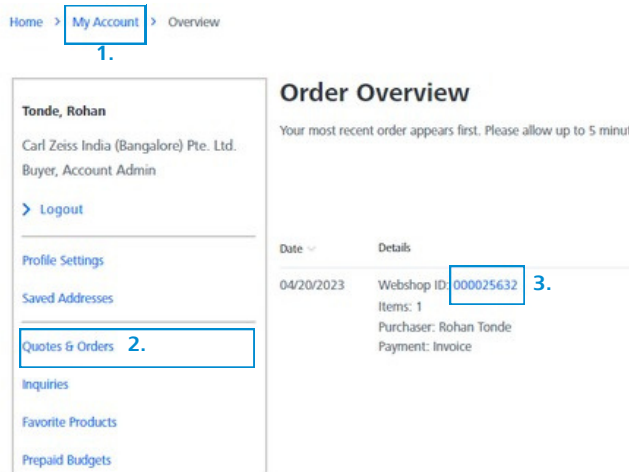 Home > My Account > Overview
1.
Tonde, Rohan
Carl Zeiss India (Bangalore) Pte. Ltd.
Buyer, Account Admin
> Logout
Profile Settings
Saved Addresses
Quotes & Orders 2.
Inquiries
Favorite Products
Prepaid Budgets
Order Overview
Your most recent order appears first. Please allow up to 5 minu
Date Details
04/20/2023 Webshop ID: 000025632 3.
Items: 1
Purchaser: Rohan Tonde
Payment: Invoice